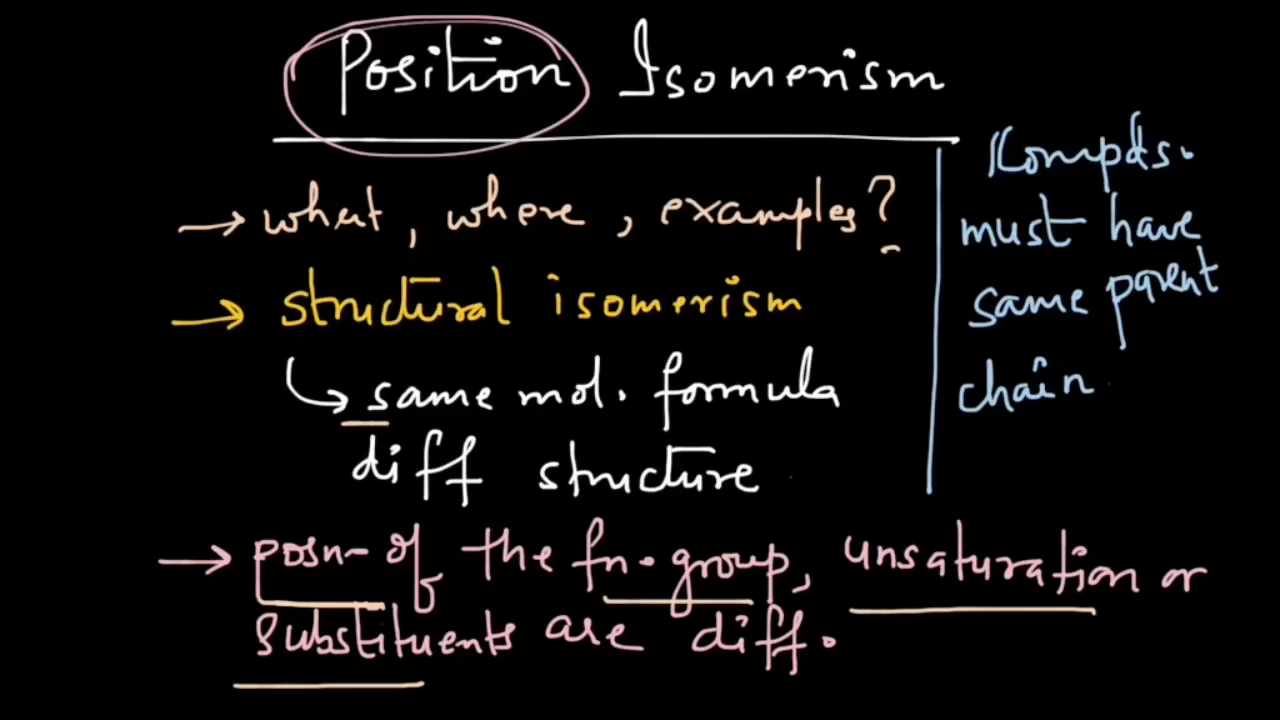 Position Isomerism
→ what, where, examples?
→ structural isomerism
↳ same mol. formula
diff structure
→ posn- of the fn. group, unsaturation or
substituents are diff.
Kompds.
must have
same parent
chain